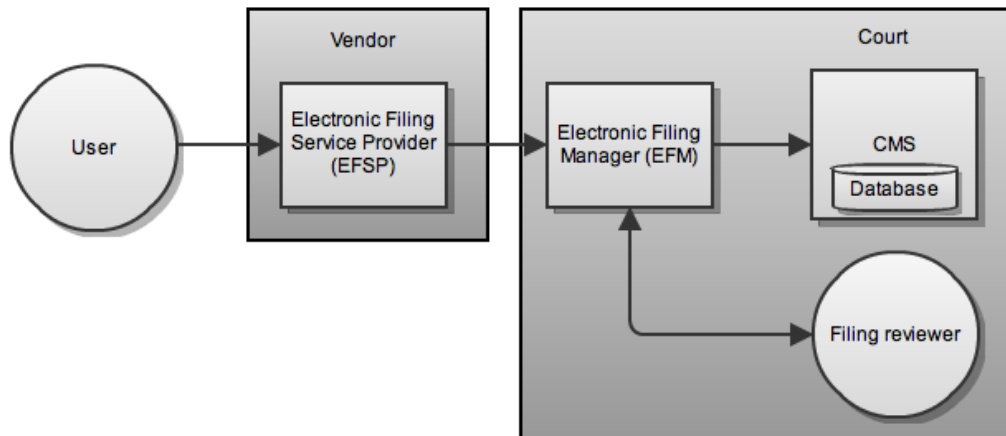 Vendor
Court
User
Electronic Filing
Service Provider
(EFSP)
Electronic Filing
Manager (EFM)
CMS
Database
Filing reviewer